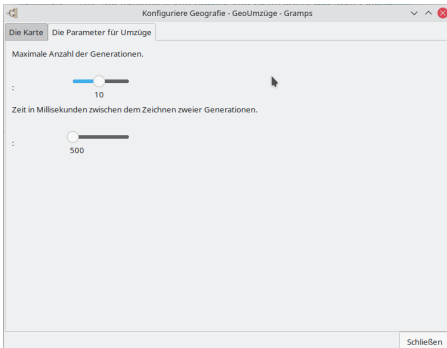 Konfiguriere Geografie - GeoUmzüge - Gramps
Die Karte Die Parameter für Umzüge
Maximale Anzahl der Generationen.
:
10
Zeit in Millisekunden zwischen dem Zeichnen zweier Generationen.
:
500
Schließen